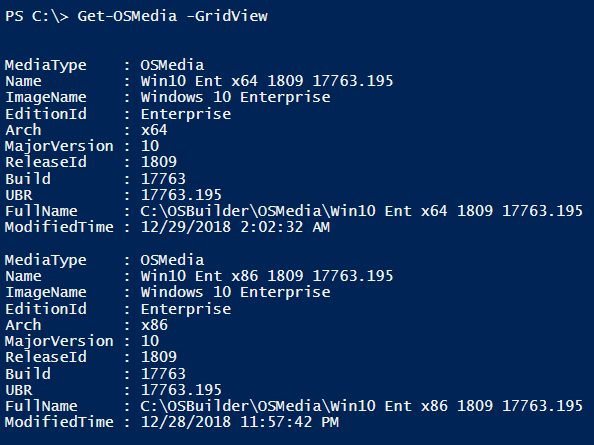 PS C:\> Get-OSMedia -GridView
MediaType    : OSMedia
Name         : Win10 Ent x64 1809 17763.195
ImageName    : Windows 10 Enterprise
EditionId    : Enterprise
Arch         : x64
MajorVersion : 10
ReleaseId    : 1809
Build        : 17763
UBR          : 17763.195
FullName     : C:\OSBuilder\OSMedia\Win10 Ent x64 1809 17763.195
ModifiedTime : 12/29/2018 2:02:32 AM
MediaType    : OSMedia
Name         : Win10 Ent x86 1809 17763.195
ImageName    : Windows 10 Enterprise
EditionId    : Enterprise
Arch         : x86
MajorVersion : 10
ReleaseId    : 1809
Build        : 17763
UBR          : 17763.195
FullName     : C:\OSBuilder\OSMedia\Win10 Ent x86 1809 17763.195
ModifiedTime : 12/28/2018 11:57:42 PM